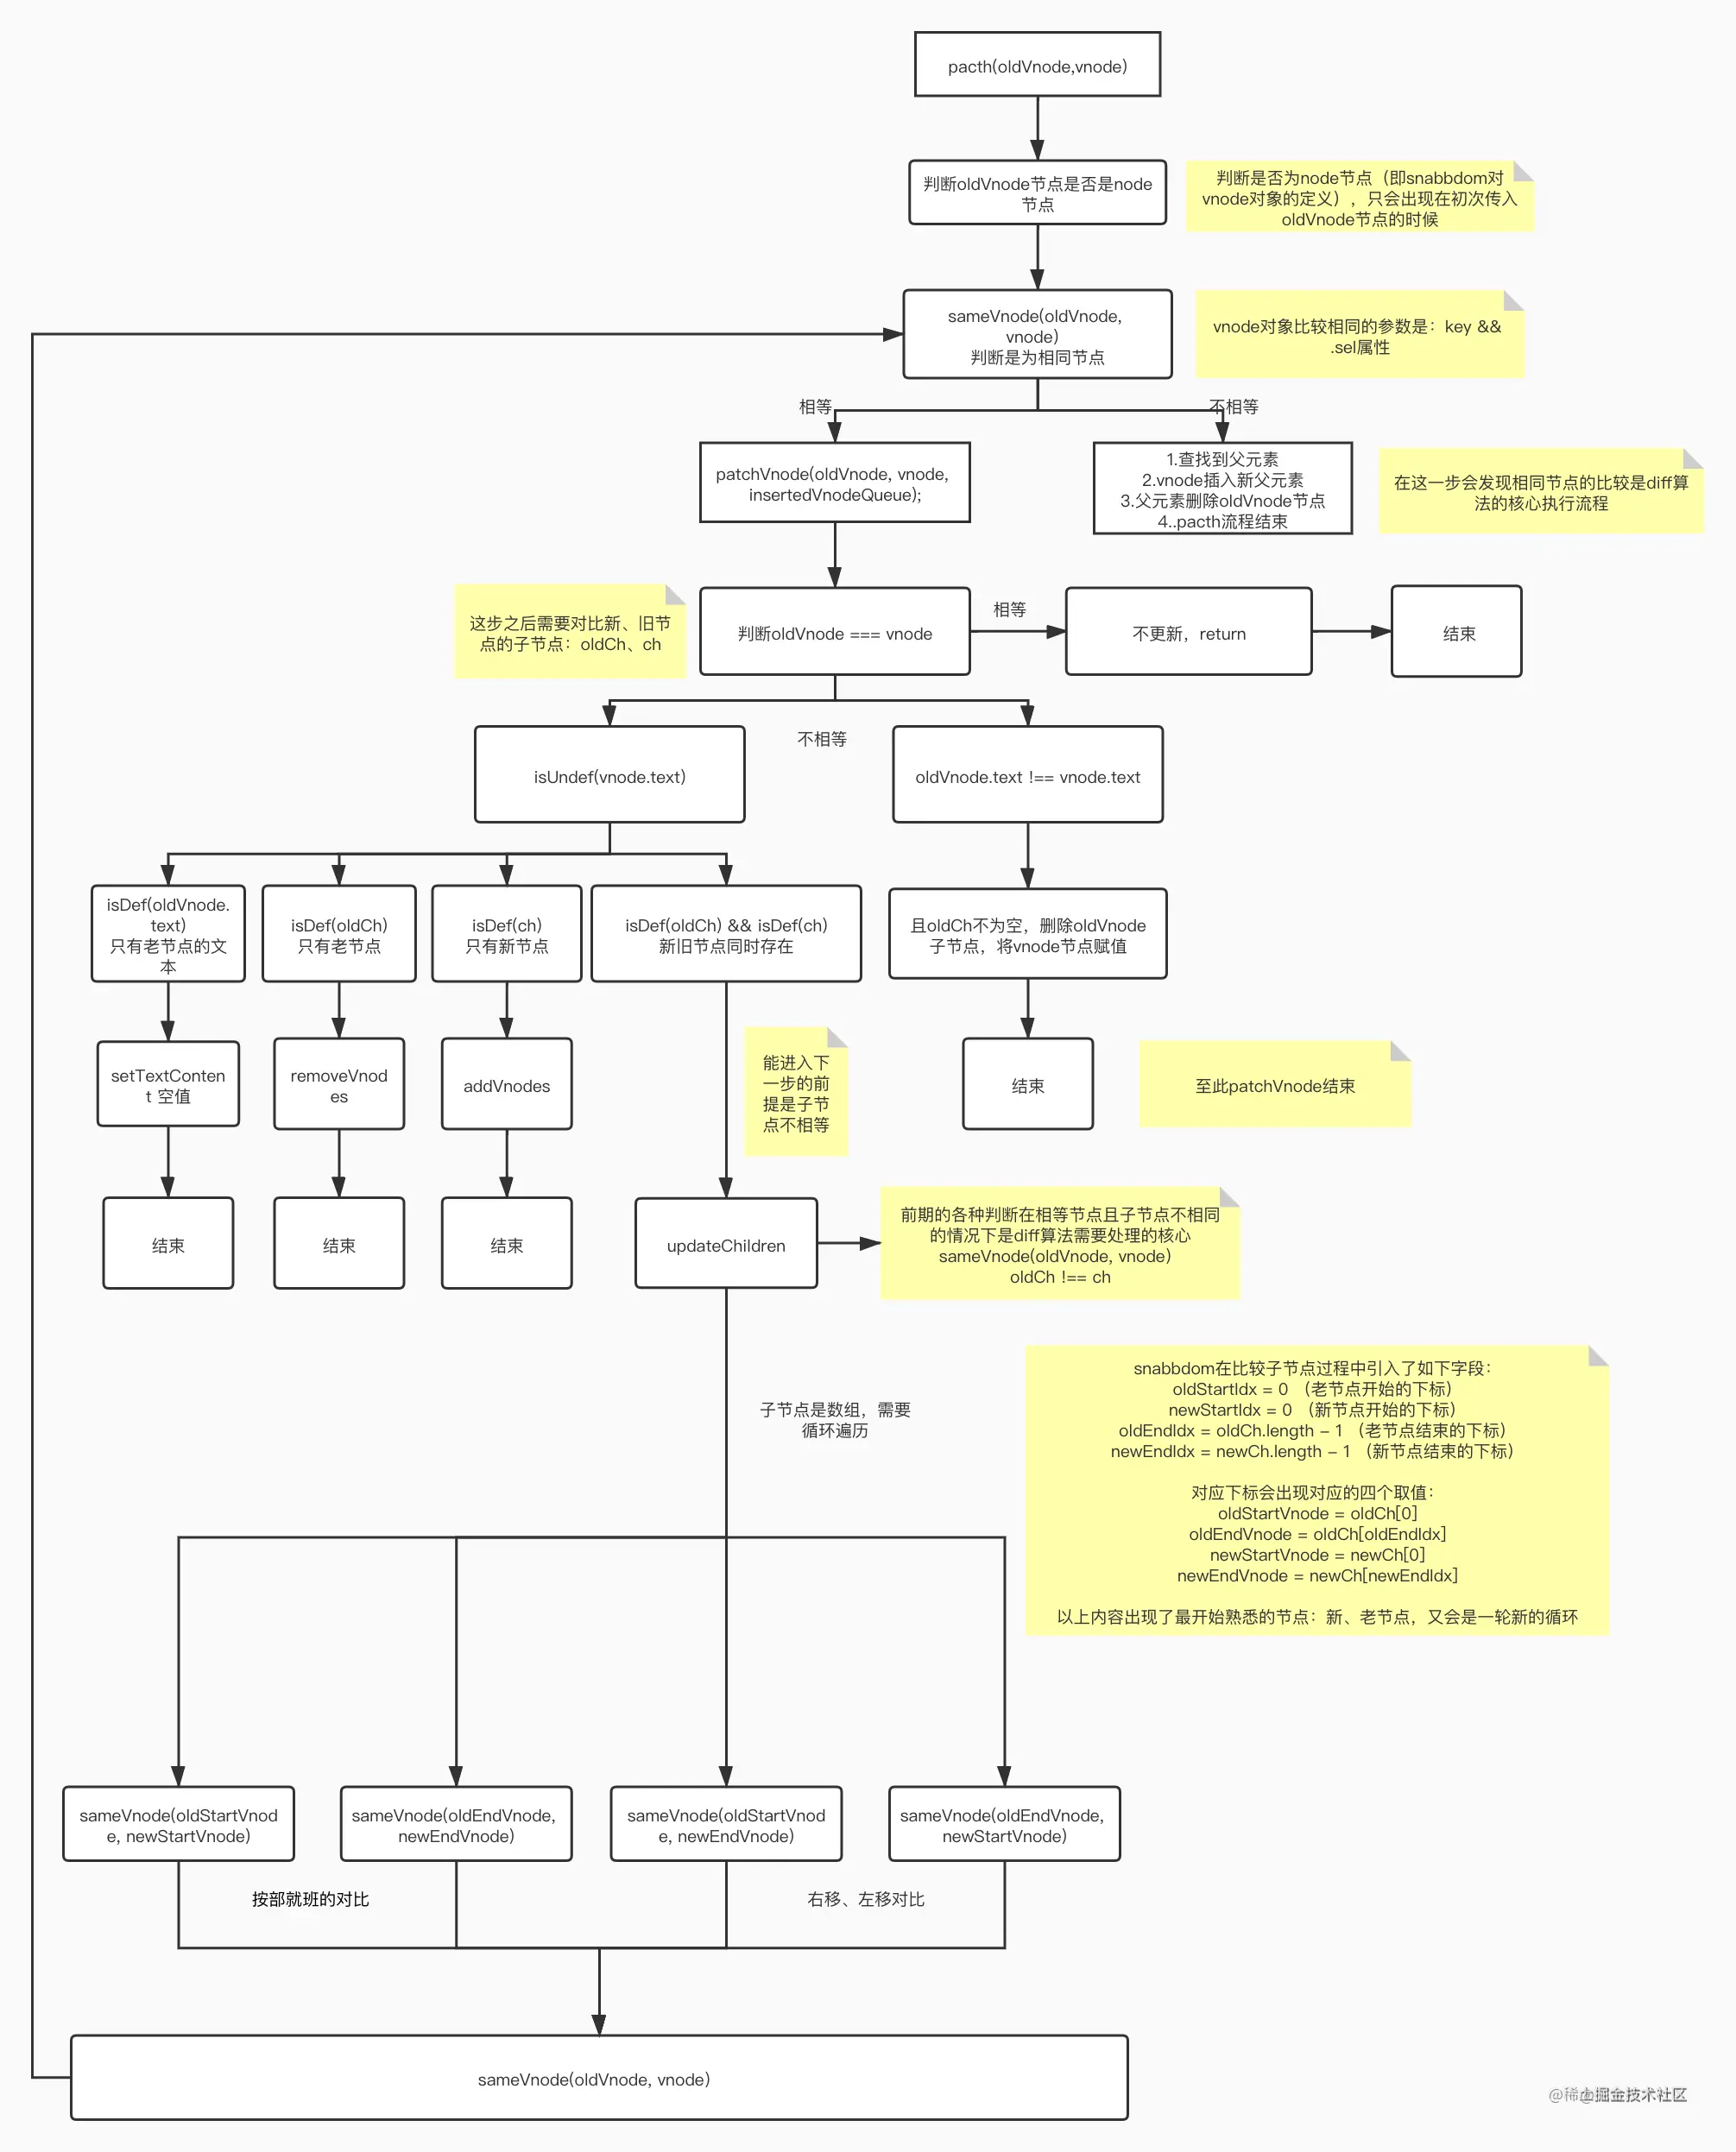 pacth(oldVnode,vnode)
判断oldVnode节点是否是node
节点
判断是否为node节点（即snabbdom对
vnode对象的定义），只会出现在初次传入
oldVnode节点的时候
sameVnode(oldVnode,
vnode)
判断是为相同节点
vnode对象比较相同的参数是：key &&
.sel属性
相等
不相等
patchVnode(oldVnode, vnode,
insertedVnodeQueue);
1.查找到父元素
2.vnode插入新父元素
3.父元素删除oldVnode节点
4..pacth流程结束
在这一步会发现相同节点的比较是diff算
法的核心执行流程
这步之后需要对比新、旧节
点的子节点：oldCh、ch
判断oldVnode === vnode
相等
不更新，return
结束
不相等
isUndef(vnode.text)
oldVnode.text !== vnode.text
isDef(oldVnode.
text)
只有老节点的文
本
isDef(oldCh)
只有老节点
isDef(ch)
只有新节点
isDef(oldCh) && isDef(ch)
新旧节点同时存在
且oldCh不为空，删除oldVnode
子节点，将vnode节点赋值
setTextConten
t 空值
removeVnod
es
addVnodes
能进入下
一步的前
提是子节
点不相等
结束
至此patchVnode结束
结束
结束
结束
updateChildren
前期的各种判断在相等节点且子节点不相同
的情况下是diff算法需要处理的核心
sameVnode(oldVnode, vnode)
oldCh !== ch
子节点是数组，需要
循环遍历
snabbdom在比较子节点过程中引入了如下字段：
oldStartIdx = 0 （老节点开始的下标）
newStartIdx = 0 （新节点开始的下标）
oldEndIdx = oldCh.length - 1 （老节点结束的下标）
newEndIdx = newCh.length - 1 （新节点结束的下标）
对应下标会出现对应的四个取值：
oldStartVnode = oldCh[0]
oldEndVnode = oldCh[oldEndIdx]
newStartVnode = newCh[0]
newEndVnode = newCh[newEndIdx]
以上内容出现了最开始熟悉的节点：新、老节点，又会是一轮新的循环
sameVnode(oldStartVnod
e, newStartVnode)
sameVnode(oldEndVnode,
newEndVnode)
sameVnode(oldStartVnod
e, newEndVnode)
sameVnode(oldEndVnode,
newStartVnode)
按部就班的对比
右移、左移对比
sameVnode(oldVnode, vnode)
@稀土掘金技术社区